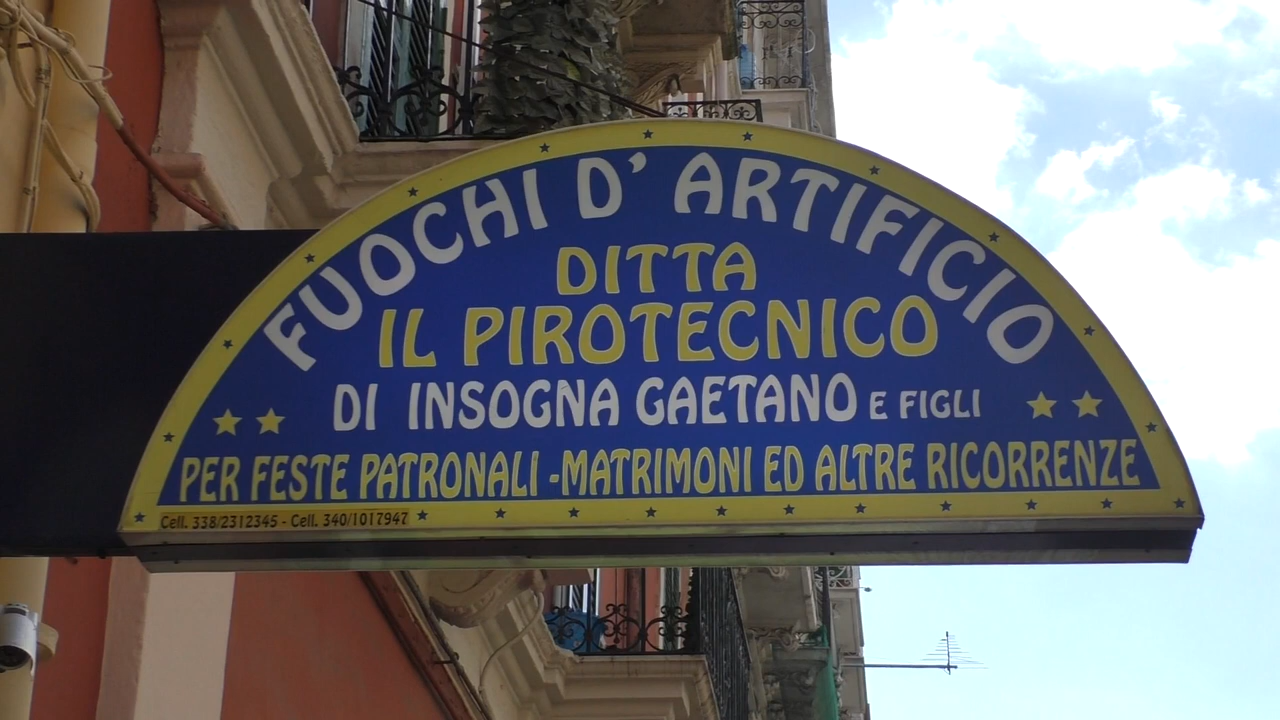 FUOCHI D' ARTIFICIO
DITTA
IL PIROTECNICO
DI INSOGNA GAETANO E FIGLI
PER FESTE PATRONALI -MATRIMONI ED ALTRE RICORRENZE
Cell. 338/2312345 - Cell. 340/1017947